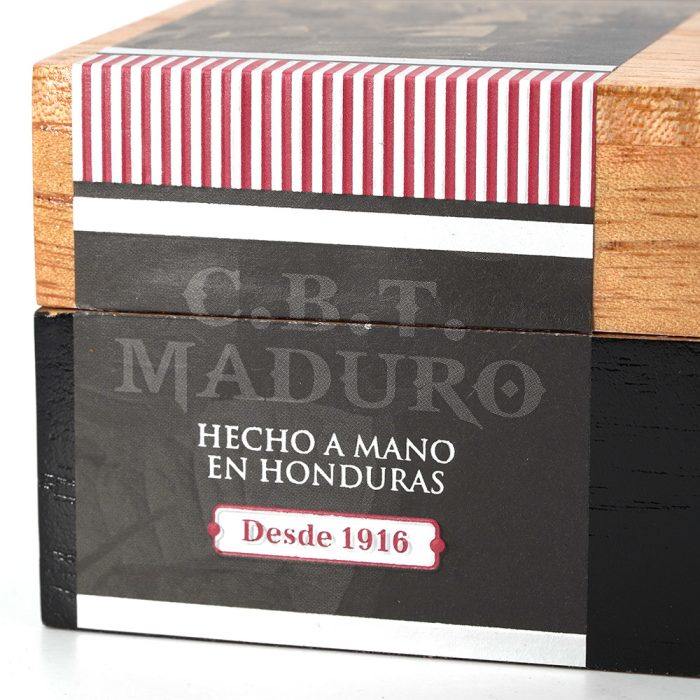 C.B.T.
MADURO
HECHO A MANO
EN HONDURAS
Desde 1916